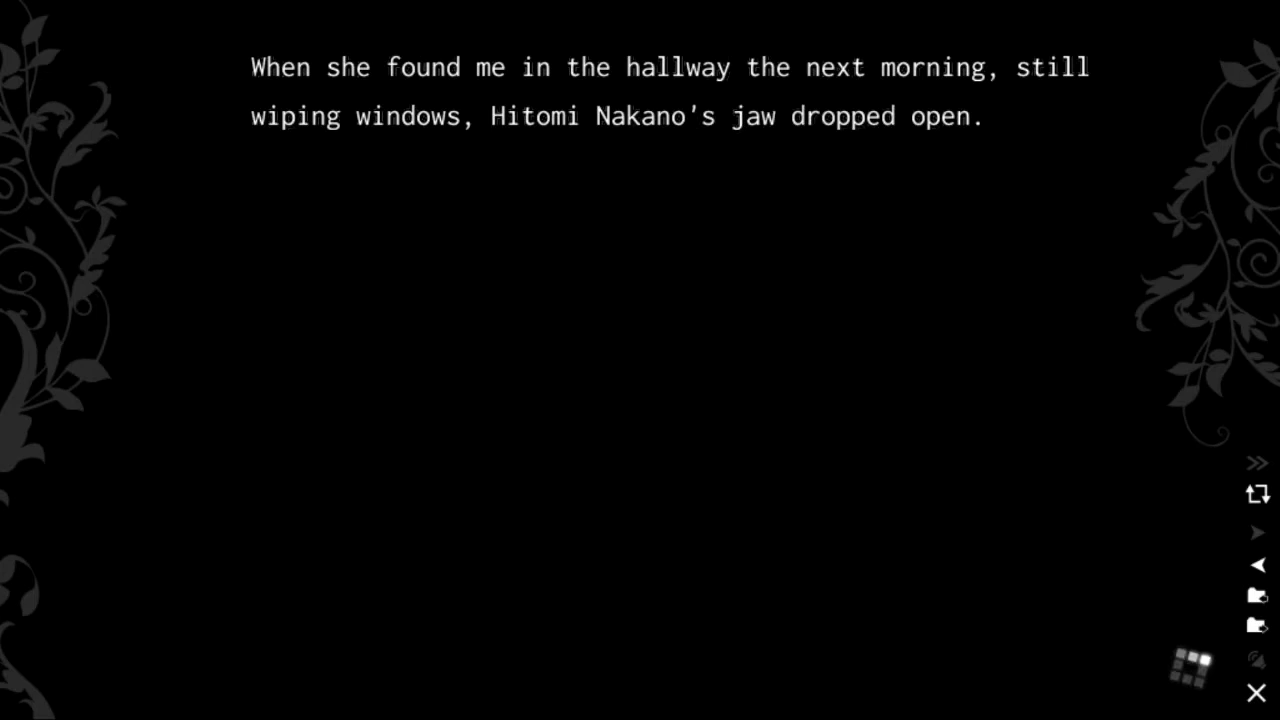 When she found me in the hallway the next morning, still
wiping windows, Hitomi Nakano's jaw dropped open.